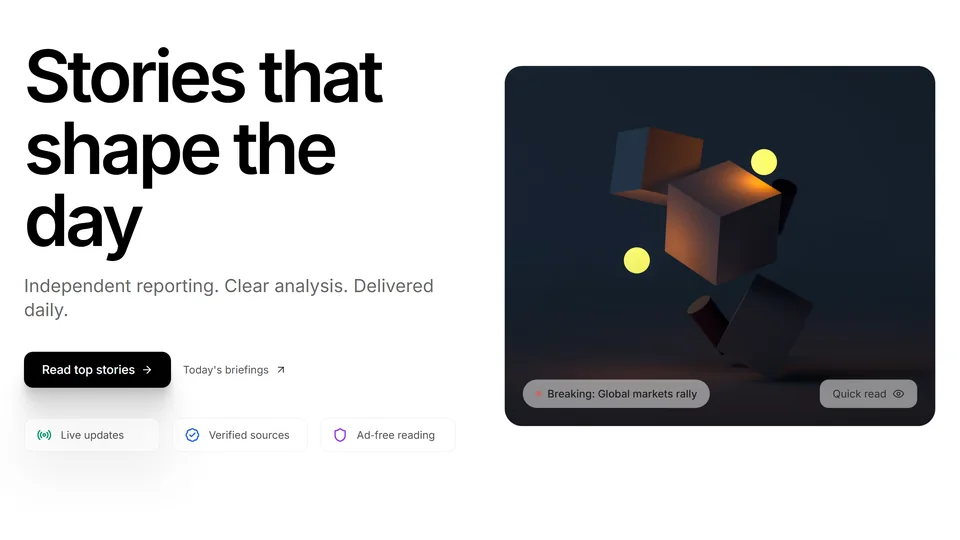 Stories that
shape the
day
Independent reporting. Clear analysis. Delivered
daily.
Read top stories
Today's briefings
Live updates
Verified sources
Ad-free reading
Breaking: Global markets rally
Quick read